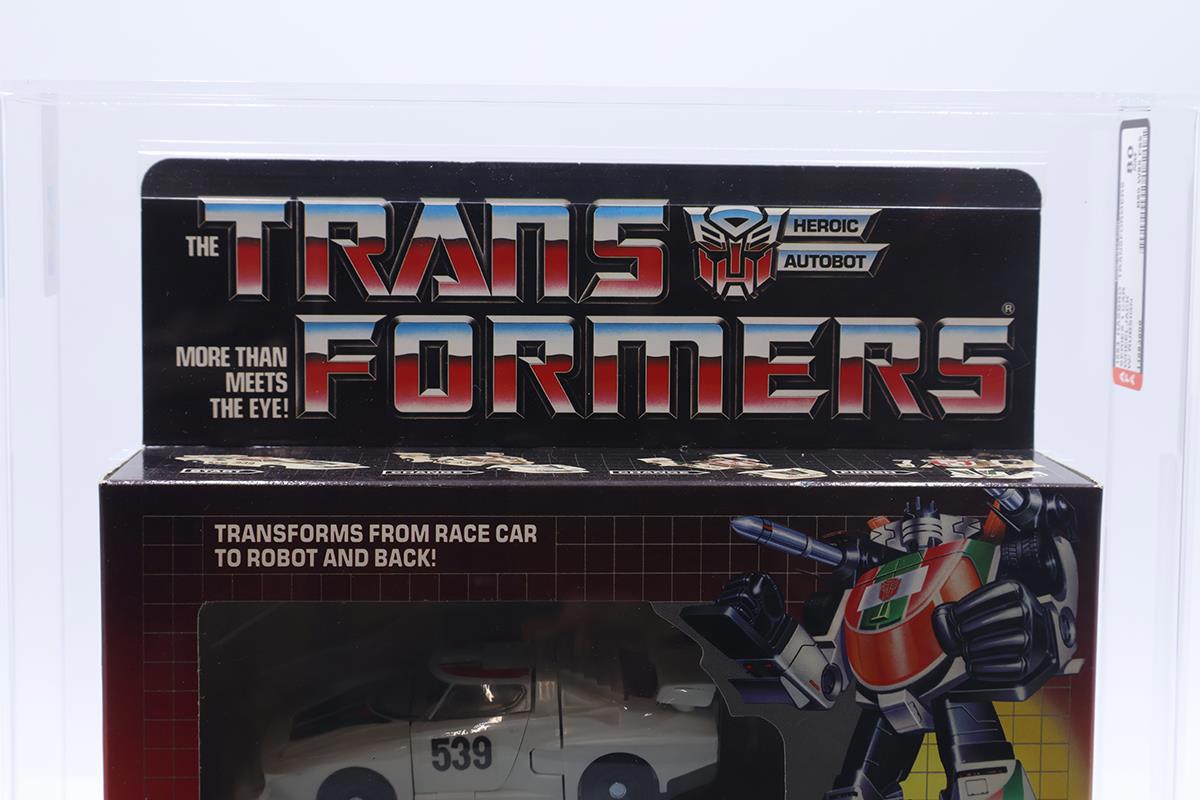 THE
TRANS
HEROIC
AUTOBOT
MORE THAN
MEETS
THE EYE!
FORMERS
®
TRANSFORMS FROM RACE CAR
TO ROBOT AND BACK!
539
80